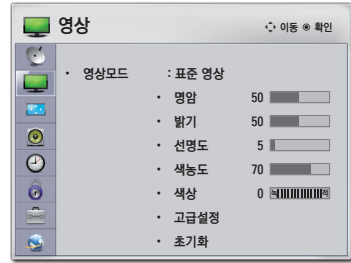 영상
이동 ⊙ 확인
• 영상모드 : 표준 영상
• 명암 50
• 밝기 50
• 선명도 5
• 색농도 70
• 색상 0 녹 적
• 고급설정
• 초기화